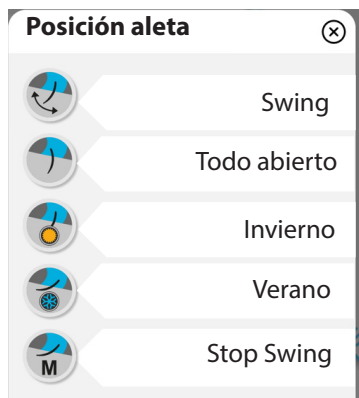 Posición aleta
Swing
Todo abierto
Invierno
Verano
M
Stop Swing